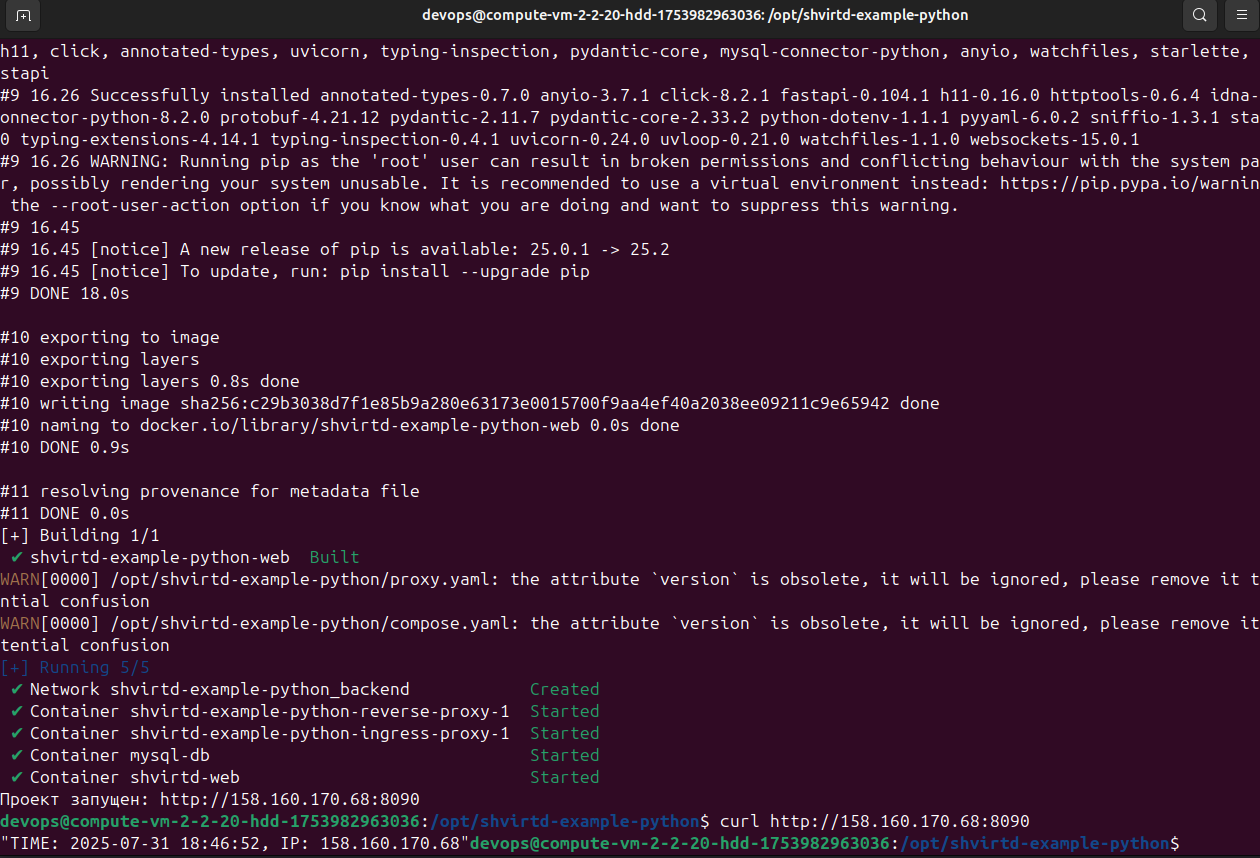 devops@compute-vm-2-2-20-hdd-1753982963036: /opt/shvirtd-example-python
h11, click, annotated-types, uvicorn, typing-inspection, pydantic-core, mysql-connector-python, anyio, watchfiles, starlette,
stapi
#9 16.26 Successfully installed annotated-types-0.7.0 anyio-3.7.1 click-8.2.1 fastapi-0.104.1 h11-0.16.0 httptools-0.6.4 idna-
onnector-python-8.2.0 protobuf-4.21.12 pydantic-2.11.7 pydantic-core-2.33.2 python-dotenv-1.1.1 pyyaml-6.0.2 sniffio-1.3.1 sta
0 typing-extensions-4.14.1 typing-inspection-0.4.1 uvicorn-0.24.0 uvloop-0.21.0 watchfiles-1.1.0 websockets-15.0.1
#9 16.26 WARNING: Running pip as the 'root' user can result in broken permissions and conflicting behaviour with the system pa
r, possibly rendering your system unusable. It is recommended to use a virtual environment instead: https://pip.pypa.io/warnin
the --root-user-action option if you know what you are doing and want to suppress this warning.
#9 16.45
#9 16.45 [notice] A new release of pip is available: 25.0.1 -> 25.2
#9 16.45 [notice] To update, run: pip install --upgrade pip
#9 DONE 18.0s
#10 exporting to image
#10 exporting layers
#10 exporting layers 0.8s done
#10 writing image sha256:c29b3038d7f1e85b9a280e63173e0015700f9aa4ef40a2038ee09211c9e65942 done
#10 naming to docker.io/library/shvirtd-example-python-web 0.0s done
#10 DONE 0.9s
#11 resolving provenance for metadata file
#11 DONE 0.0s
[+] Building 1/1
✔ shvirtd-example-python-web Built
WARN[0000] /opt/shvirtd-example-python/proxy.yaml: the attribute `version` is obsolete, it will be ignored, please remove it t
ntial confusion
WARN[0000] /opt/shvirtd-example-python/compose.yaml: the attribute `version` is obsolete, it will be ignored, please remove it
tential confusion
[+] Running 5/5
✔ Network shvirtd-example-python_backend Created
✔ Container shvirtd-example-python-reverse-proxy-1 Started
✔ Container shvirtd-example-python-ingress-proxy-1 Started
✔ Container mysql-db Started
✔ Container shvirtd-web Started
Проект запущен: http://158.160.170.68:8090
devops@compute-vm-2-2-20-hdd-1753982963036:/opt/shvirtd-example-python$ curl http://158.160.170.68:8090
"TIME: 2025-07-31 18:46:52, IP: 158.160.170.68"devops@compute-vm-2-2-20-hdd-1753982963036:/opt/shvirtd-example-python$